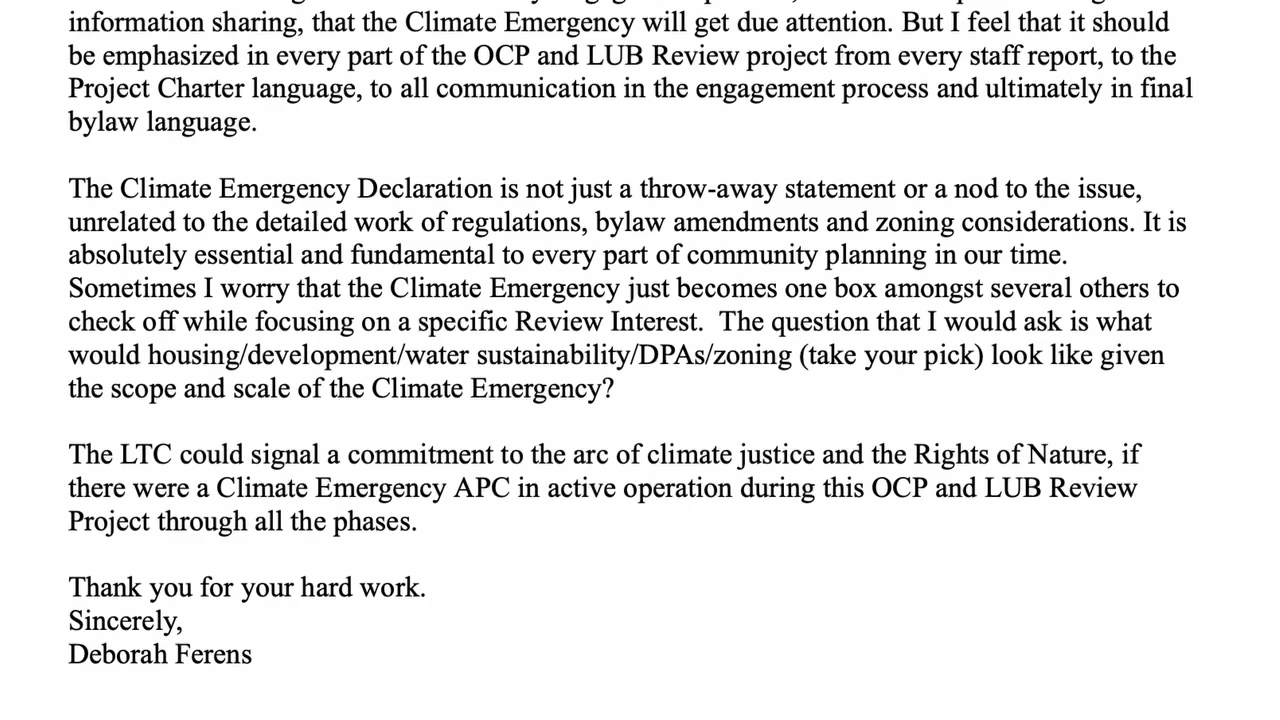 information sharing, that the Climate Emergency will get due attention. But I feel that it should
be emphasized in every part of the OCP and LUB Review project from every staff report, to the
Project Charter language, to all communication in the engagement process and ultimately in final
bylaw language.
The Climate Emergency Declaration is not just a throw-away statement or a nod to the issue,
unrelated to the detailed work of regulations, bylaw amendments and zoning considerations. It is
absolutely essential and fundamental to every part of community planning in our time.
Sometimes I worry that the Climate Emergency just becomes one box amongst several others to
check off while focusing on a specific Review Interest.  The question that I would ask is what
would housing/development/water sustainability/DPAs/zoning (take your pick) look like given
the scope and scale of the Climate Emergency?
The LTC could signal a commitment to the arc of climate justice and the Rights of Nature, if
there were a Climate Emergency APC in active operation during this OCP and LUB Review
Project through all the phases.
Thank you for your hard work.
Sincerely,
Deborah Ferens